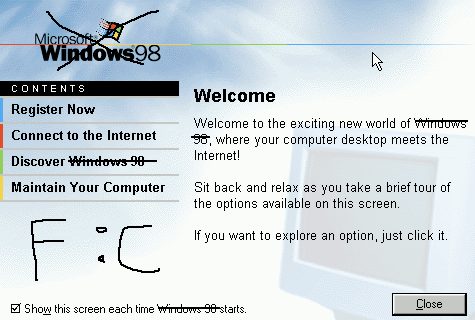 Microsoft
Windows 98
CONTENTS
Register Now
Connect to the Internet
Discover Windows 98
Maintain Your Computer
F:C
Welcome
Welcome to the exciting new world of Windows
98, where your computer desktop meets the
Internet!
Sit back and relax as you take a brief tour of
the options available on this screen.
If you want to explore an option, just click it.
Show this screen each time Windows 98 starts.
Close